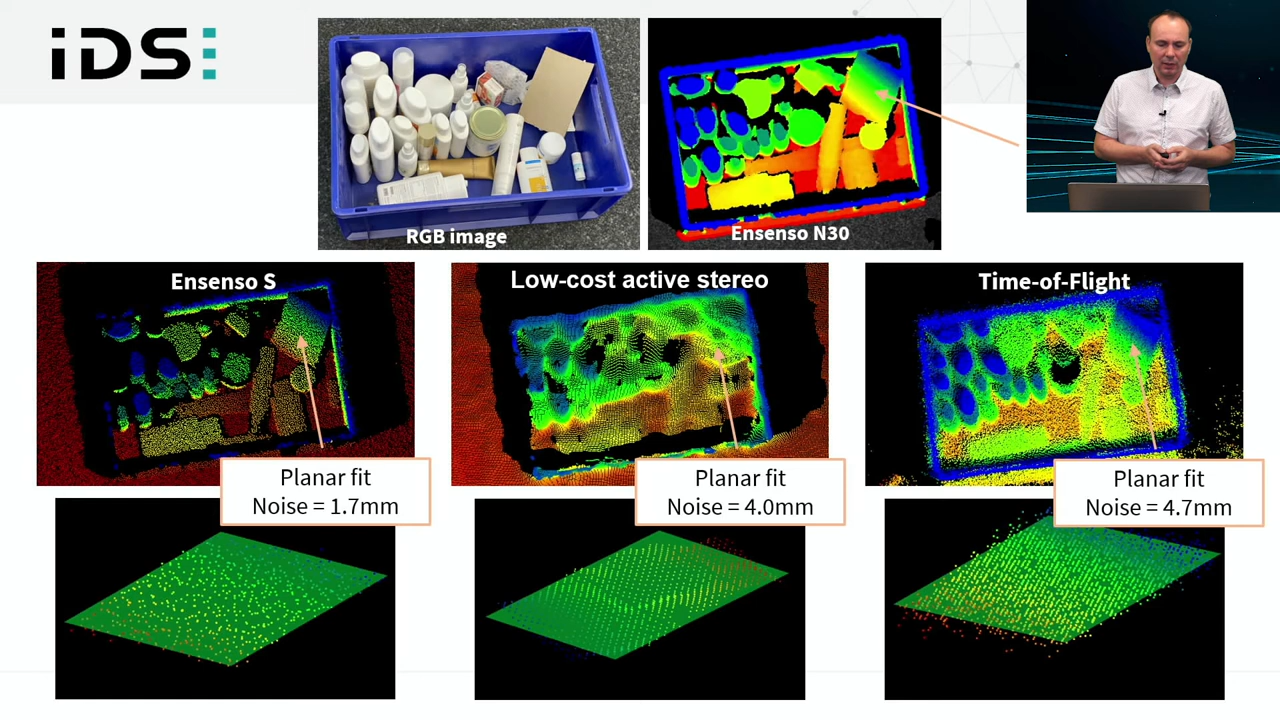 iDS
RGB image
Ensenso N30
Ensenso S
Low-cost active stereo
Time-of-Flight
Planar fit
Noise = 1.7mm
Planar fit
Noise = 4.0mm
Planar fit
Noise = 4.7mm